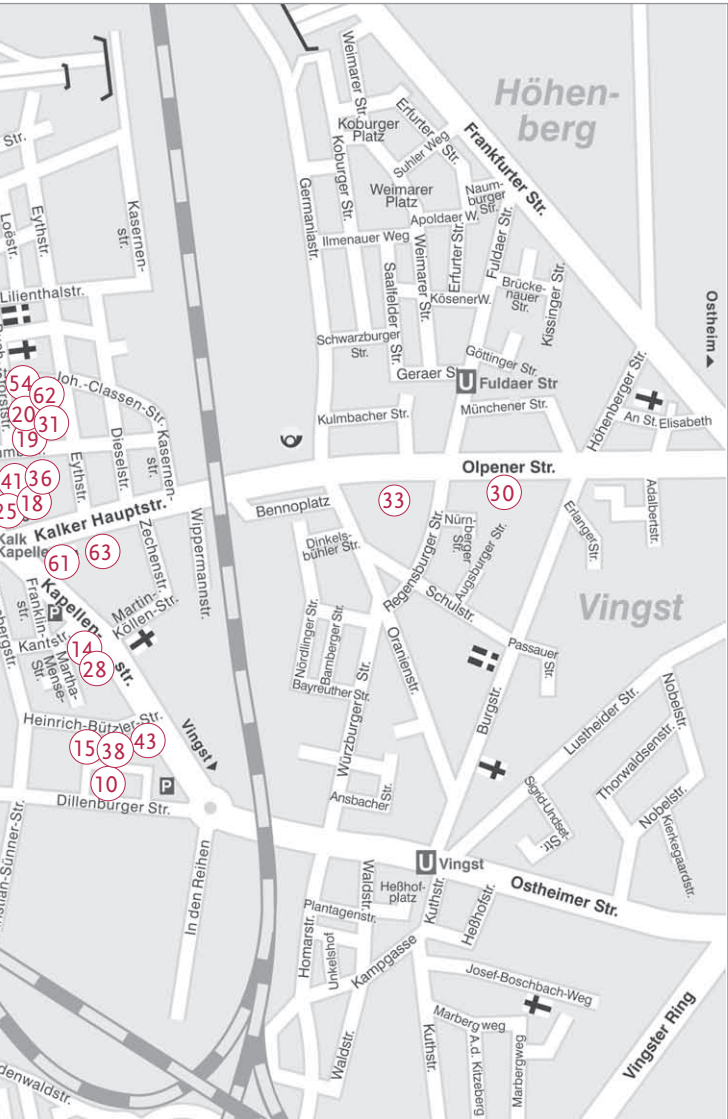 Höhen-
berg
Weimarer Str.
Koburger
Platz
Erfurter Str.
Suhler Weg
Frankfurter Str.
Koburger Str.
Weimarer
Platz
Naum-
burger
Str.
Apoldaer W.
Germaniastr.
Ilmenauer Weg
Weimarer Str.
Erfurter Str.
Fuldaer Str.
Saalfelder Str.
Kösener W.
Brücke-
nauer
Str.
Kissinger Str.
Schwarzburger
Str.
Göttinger Str.
Geraer S
U Fuldaer Str
Ostheim
Str.
Loestr.
Eythstr.
Kasernen-
str.
Lilienthalstr.
54
62
Joh.-Classen-Str.
20
31
19
Kulmbacher Str.
Münchener Str.
Höhenberger Str.
An St. Elisabeth
Dieselstr.
Kasernen-
str.
Eythstr.
41
36
25
18
Olpener Str.
33
30
Kalker Hauptstr.
Kalk
Kapelle
61
63
Zechenstr.
Wippermannstr.
Bennoplatz
Dinkels-
bühler Str.
Regensburger Str.
Nürn-
berger
Str.
Augsburger Str.
Erlanger Str.
Adalbertstr.
Vingst
Franklin-
str.
P
Kapellen-
str.
Martin-
Köllen-Str.
Kantstr.
14
28
Martha-
Mense-
Str.
Schulstr.
Nördlinger Str.
Bamberger Str.
Bayreuther Str.
Oranienstr.
Passauer
Str.
Burgstr.
Würzburger Str.
Heinrich-Bützler-Str.
15
38
43
Vingst
10
P
Dillenburger Str.
Ansbacher
Str.
Lustheider Str.
Nobelstr.
Thorwaldsenstr.
Nobelstr.
Kierkegaardstr.
Sigrid-Undset-
Str.
U Vingst
Ostheimer Str.
In den Reihen
Waldstr.
Heßhof-
platz
Kuthstr.
Heßhofstr.
Plantagenstr.
Homarstr.
Unkelshof
Kampgasse
Josef-Boschbach-Weg
Waldstr.
Kuthstr.
Marbergweg
A.d. Kitzeberg
Marbergweg
Vingster Ring